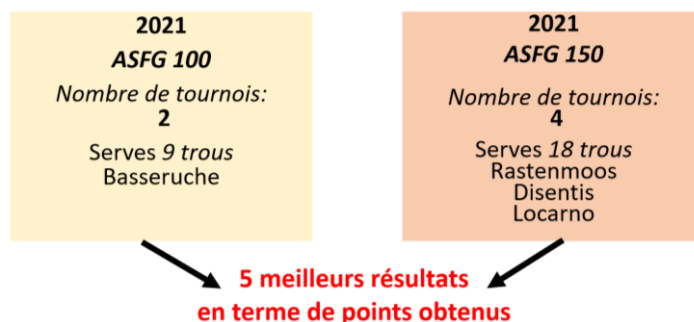 2021
ASFG 100
Nombre de tournois:
2
Serves 9 trous
Basseruche
2021
ASFG 150
Nombre de tournois:
4
Serves 18 trous
Rastenmoos
Disentis
Locarno
5 meilleurs résultats
en terme de points obtenus